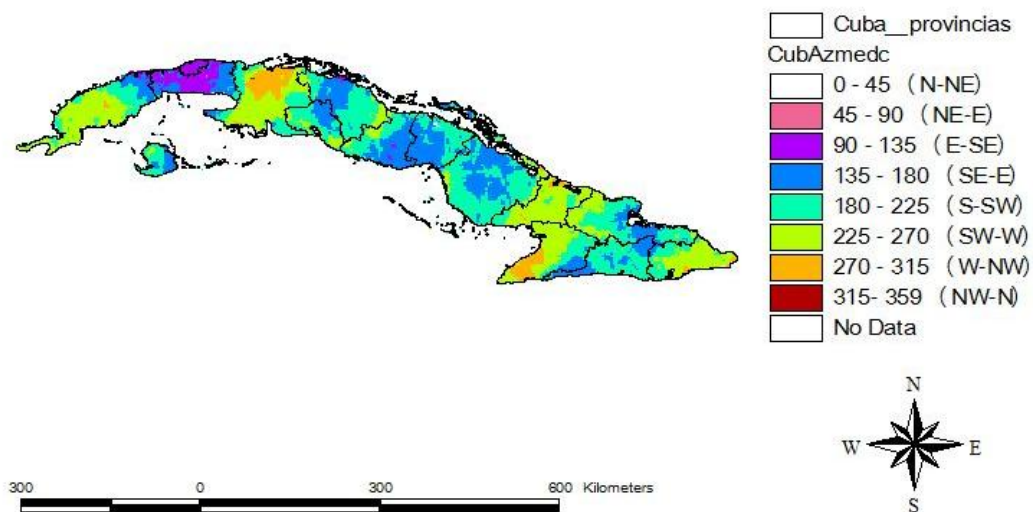 Cuba__provincias
CubAzmedc
0 - 45 ( N-NE)
45 - 90 ( NE-E)
90 - 135 ( E-SE)
135 - 180 ( SE-E)
180 - 225 ( S-SW)
225 - 270 ( SW-W)
270 - 315 ( W-NW)
315- 359 ( NW-N)
No Data
N
W E
S
300 0 300 600 Kilometers